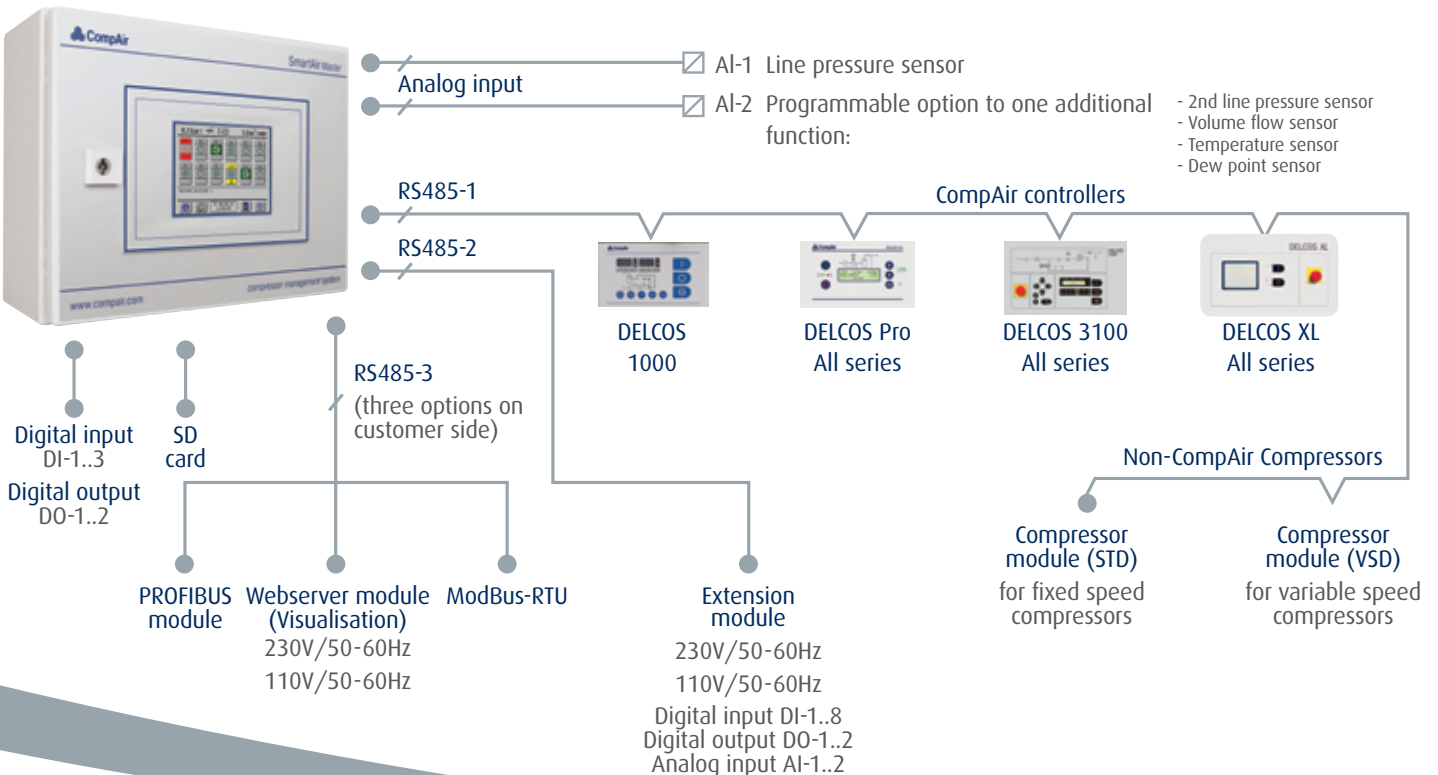 CompAir
SmartAir Master
Analog input
AI-1 Line pressure sensor
AI-2 Programmable option to one additional
function:
- 2nd line pressure sensor
- Volume flow sensor
- Temperature sensor
- Dew point sensor
RS485-1
RS485-2
CompAir controllers
DELCOS
1000
DELCOS Pro
All series
DELCOS 3100
All series
DELCOS XL
DELCOS XL
All series
www.compair.com
compressor management system
Digital input
DI-1..3
Digital output
DO-1..2
SD
card
RS485-3
(three options on
customer side)
Non-CompAir Compressors
Compressor
module (STD)
for fixed speed
compressors
Compressor
module (VSD)
for variable speed
compressors
PROFIBUS
module
Webserver module
(Visualisation)
230V/50-60Hz
110V/50-60Hz
ModBus-RTU
Extension
module
230V/50-60Hz
110V/50-60Hz
Digital input DI-1..8
Digital output DO-1..2
Analog input AI-1..2